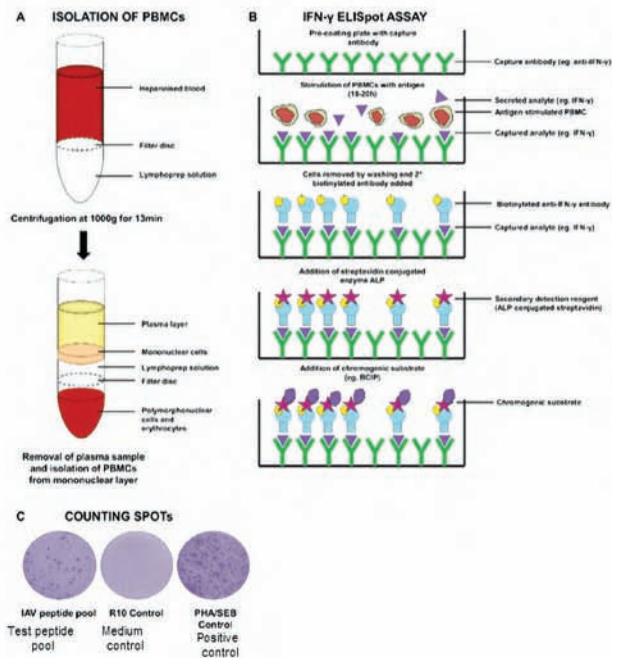 A ISOLATION OF PBMCs
Heparinised blood
Filter disc
Lymphoprep solution
Centrifugation at 1000g for 13min
Plasma layer
Mononuclear cells
Lymphoprep solution
Filter disc
Polymorphonuclear
cells and
erythrocytes
Removal of plasma sample
and isolation of PBMCs
from mononuclear layer
B IFN-γ ELISpot ASSAY
Pre-coating plate with capture
antibody
Capture antibody (eg. anti-IFN-γ)
Stimulation of PBMCs with antigen
(18-20h)
Secreted analyte (eg. IFN-γ)
Antigen stimulated PBMC
Captured analyte (eg. IFN-γ)
Cells removed by washing and 2°
biotinylated antibody added
Biotinylated anti-IFN-γ antibody
Captured analyte (eg. IFN-γ)
Addition of streptavidin conjugated
enzyme ALP
Secondary detection reagent
(ALP conjugated streptavidin)
Addition of chromogenic substrate
(eg. BCIP)
Chromogenic substrate
C COUNTING SPOTs
IAV peptide pool
Test peptide
pool
R10 Control
Medium
control
PHA/SEB
Control
Positive
control